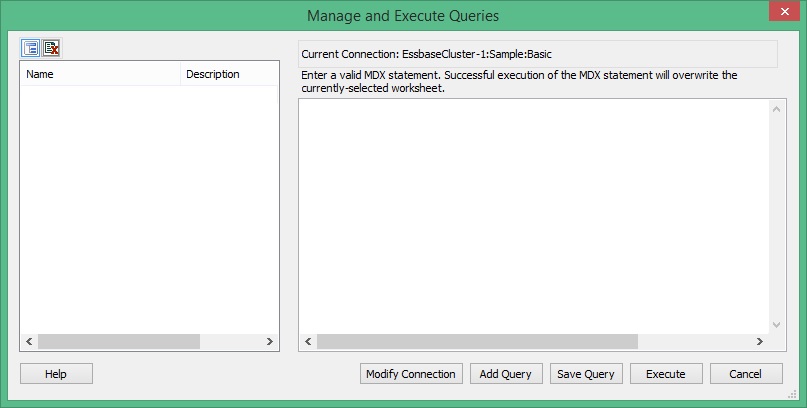 Manage and Execute Queries
Current Connection: EssbaseCluster-1:Sample:Basic
Name Description
Enter a valid MDX statement. Successful execution of the MDX statement will overwrite the
currently-selected worksheet.
Help Modify Connection Add Query Save Query Execute Cancel